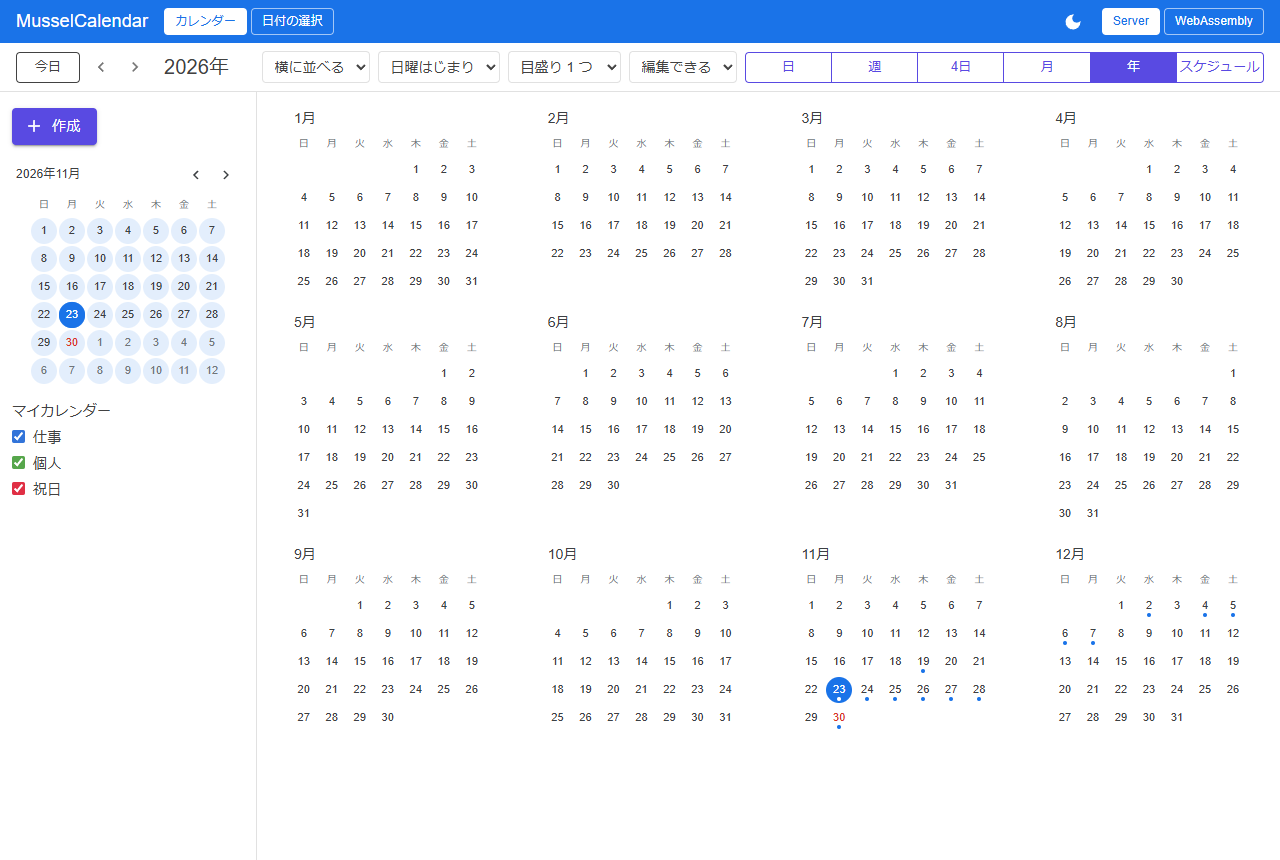 MusselCalendar カレンダー 日付の選択 Server WebAssembly
今日 2026年 横に並べる 日曜はじまり 目盛り 1 つ 編集できる 日 週 4日 月 年 スケジュール
作成
2026年11月
日 月 火 水 木 金 土
1 2 3 4 5 6 7
8 9 10 11 12 13 14
15 16 17 18 19 20 21
22 23 24 25 26 27 28
29 30 1 2 3 4 5
6 7 8 9 10 11 12
マイカレンダー
仕事
個人
祝日
1月
日 月 火 水 木 金 土
1 2 3
4 5 6 7 8 9 10
11 12 13 14 15 16 17
18 19 20 21 22 23 24
25 26 27 28 29 30 31
2月
日 月 火 水 木 金 土
1 2 3 4 5 6 7
8 9 10 11 12 13 14
15 16 17 18 19 20 21
22 23 24 25 26 27 28
3月
日 月 火 水 木 金 土
1 2 3 4 5 6 7
8 9 10 11 12 13 14
15 16 17 18 19 20 21
22 23 24 25 26 27 28
29 30 31
4月
日 月 火 水 木 金 土
1 2 3 4
5 6 7 8 9 10 11
12 13 14 15 16 17 18
19 20 21 22 23 24 25
26 27 28 29 30
5月
日 月 火 水 木 金 土
1 2
3 4 5 6 7 8 9
10 11 12 13 14 15 16
17 18 19 20 21 22 23
24 25 26 27 28 29 30
31
6月
日 月 火 水 木 金 土
1 2 3 4 5 6
7 8 9 10 11 12 13
14 15 16 17 18 19 20
21 22 23 24 25 26 27
28 29 30
7月
日 月 火 水 木 金 土
1 2 3 4
5 6 7 8 9 10 11
12 13 14 15 16 17 18
19 20 21 22 23 24 25
26 27 28 29 30 31
8月
日 月 火 水 木 金 土
1
2 3 4 5 6 7 8
9 10 11 12 13 14 15
16 17 18 19 20 21 22
23 24 25 26 27 28 29
30 31
9月
日 月 火 水 木 金 土
1 2 3 4 5
6 7 8 9 10 11 12
13 14 15 16 17 18 19
20 21 22 23 24 25 26
27 28 29 30
10月
日 月 火 水 木 金 土
1 2 3
4 5 6 7 8 9 10
11 12 13 14 15 16 17
18 19 20 21 22 23 24
25 26 27 28 29 30 31
11月
日 月 火 水 木 金 土
1 2 3 4 5 6 7
8 9 10 11 12 13 14
15 16 17 18 19 20 21
22 23 24 25 26 27 28
29 30
12月
日 月 火 水 木 金 土
1 2 3 4 5
6 7 8 9 10 11 12
13 14 15 16 17 18 19
20 21 22 23 24 25 26
27 28 29 30 31